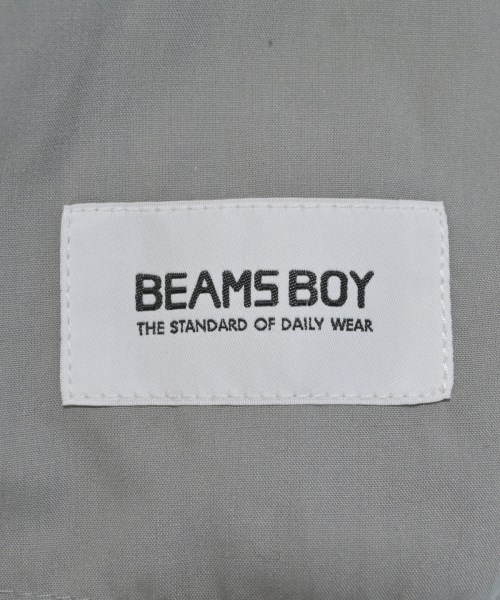 BEAMS BOY
THE STANDARD OF DAILY WEAR